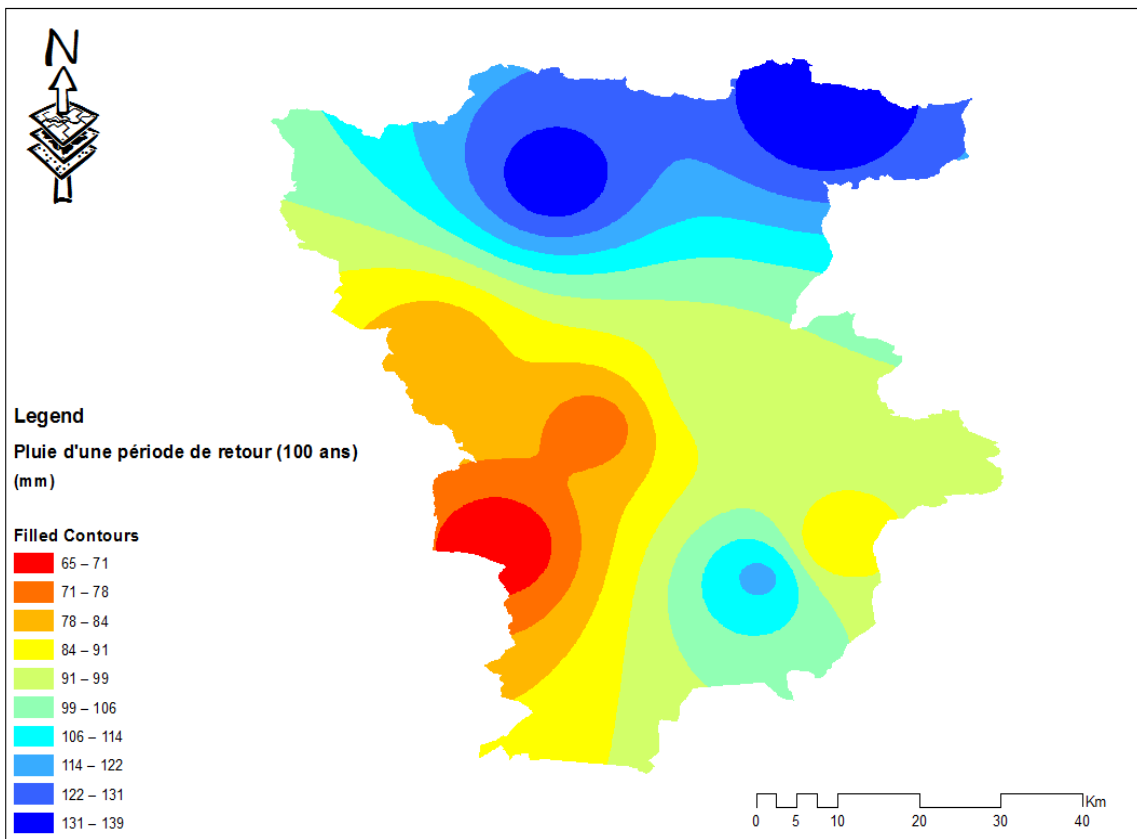 N
Legend
Pluie d'une période de retour (100 ans)
(mm)
Filled Contours
65 – 71
71 – 78
78 – 84
84 – 91
91 – 99
99 – 106
106 – 114
114 – 122
122 – 131
131 – 139
Km
0 5 10 20 30 40